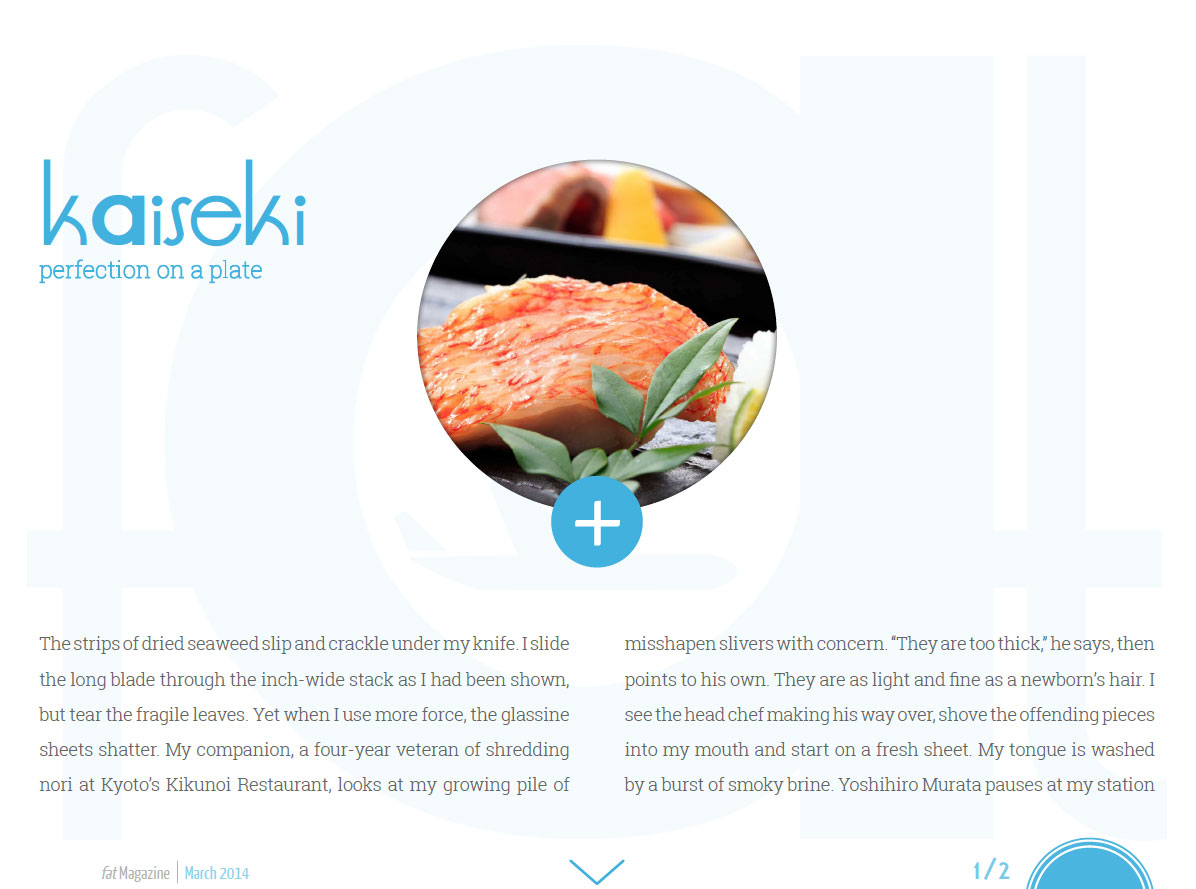 fat
kaiseki
perfection on a plate
The strips of dried seaweed slip and crackle under my knife. I slide
the long blade through the inch-wide stack as I had been shown,
but tear the fragile leaves. Yet when I use more force, the glassine
sheets shatter. My companion, a four-year veteran of shredding
nori at Kyoto’s Kikunoi Restaurant, looks at my growing pile of
misshapen slivers with concern. “They are too thick,” he says, then
points to his own. They are as light and fine as a newborn’s hair. I
see the head chef making his way over, shove the offending pieces
into my mouth and start on a fresh sheet. My tongue is washed
by a burst of smoky brine. Yoshihiro Murata pauses at my station
fat Magazine | March 2014
1/2